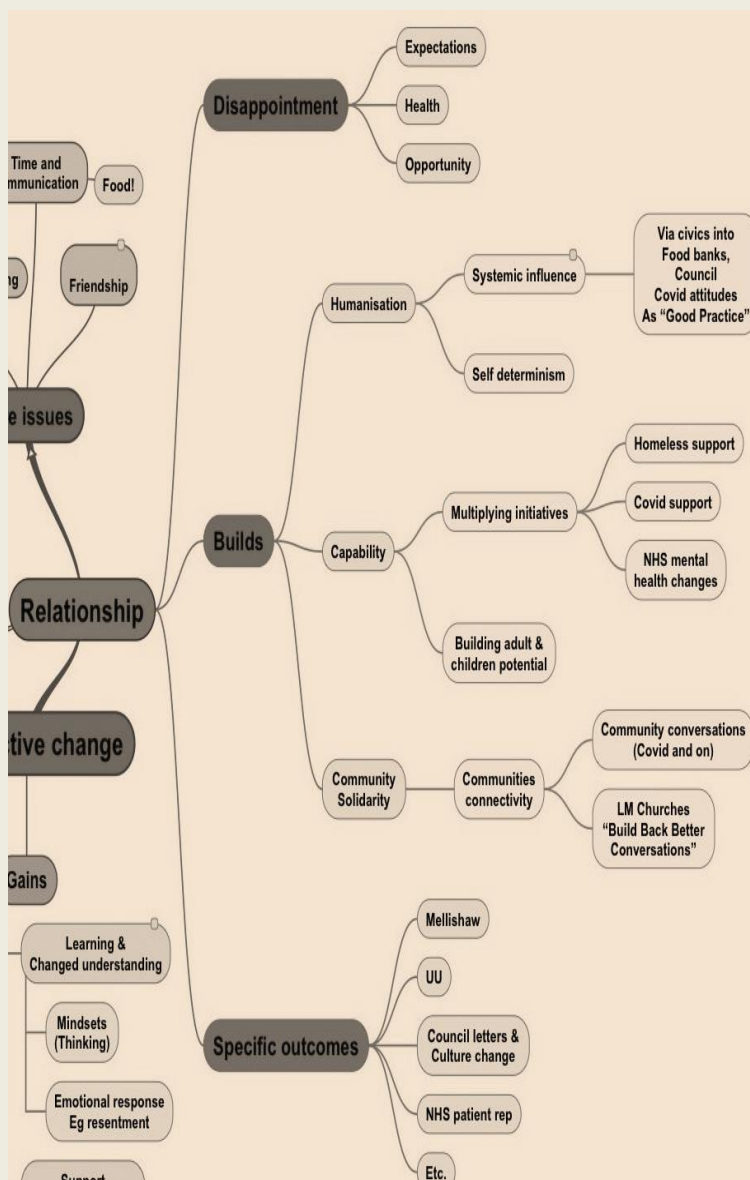 Expectations
Disappointment
Health
Opportunity
Time and
Food!
Friendship
Humanisation
Systemic influence
Via civics into
Food banks,
Council
Covid attitudes
As “Good Practice”
Self determinism
issues
Relationship
Builds
Capability
Multiplying initiatives
Homeless support
Covid support
NHS mental
health changes
Building adult &
children potential
change
Community
Solidarity
Communities
connectivity
Community conversations
(Covid and on)
LM Churches
“Build Back Better
Conversations”
Gains
Learning &
Changed understanding
Mindsets
(Thinking)
Emotional response
Eg resentment
Support
Specific outcomes
Mellishaw
UU
Council letters &
Culture change
NHS patient rep
Etc.